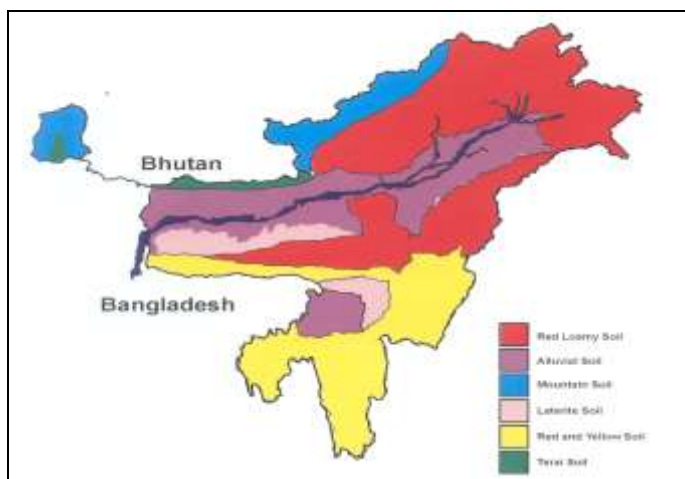 Bhutan
Bangladesh
Red Loamy Soil
Alluvial Soil
Mountain Soil
Laterite Soil
Red and Yellow Soil
Terai Soil